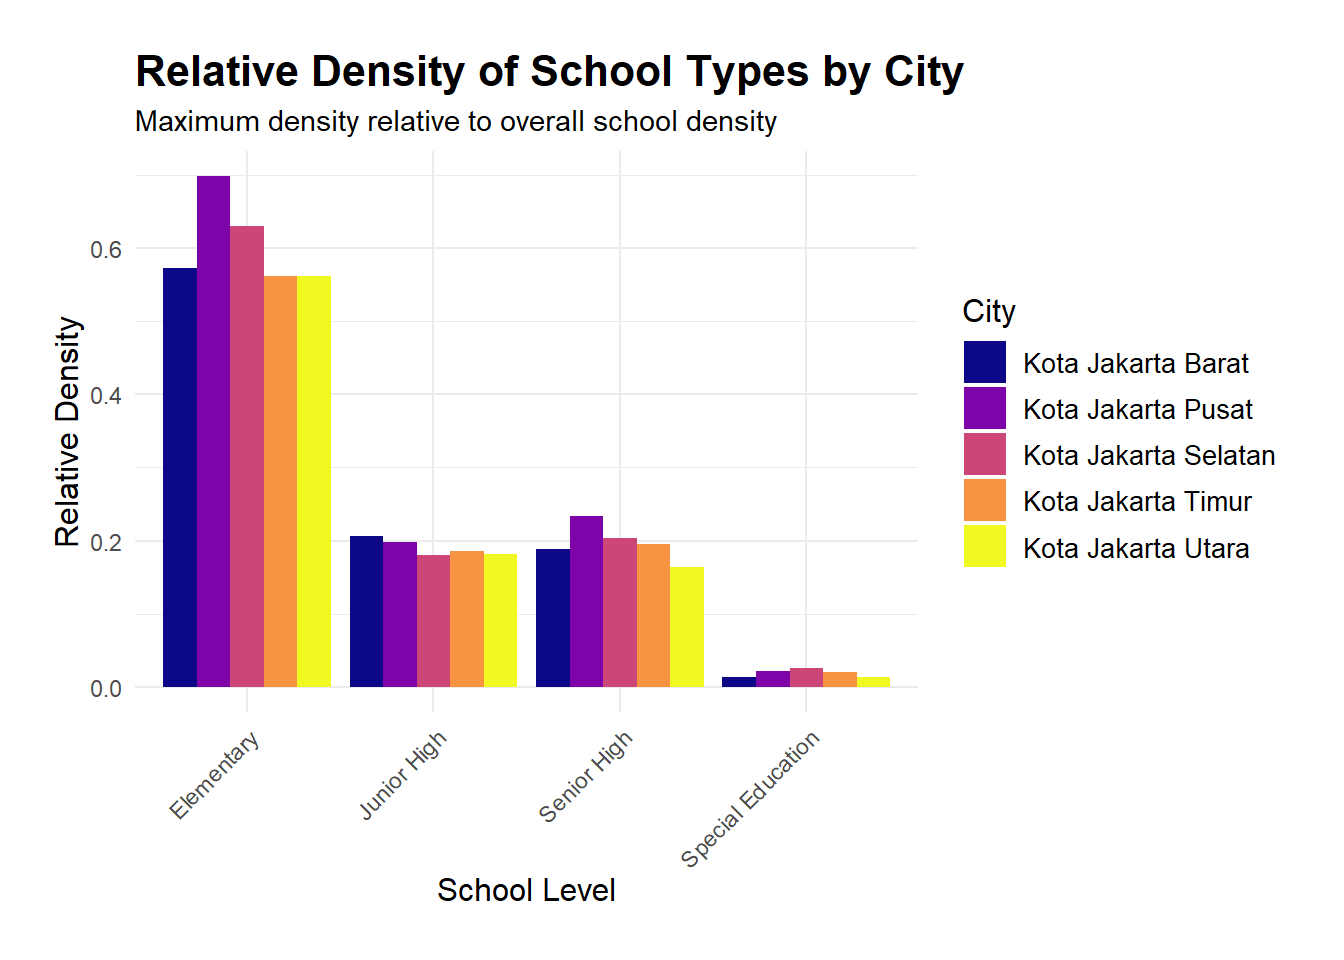 Relative Density of School Types by City
Maximum density relative to overall school density
Relative Density
0.6
0.4
0.2
0.0
Elementary
Junior High
Senior High
Special Education
School Level
City
Kota Jakarta Barat
Kota Jakarta Pusat
Kota Jakarta Selatan
Kota Jakarta Timur
Kota Jakarta Utara